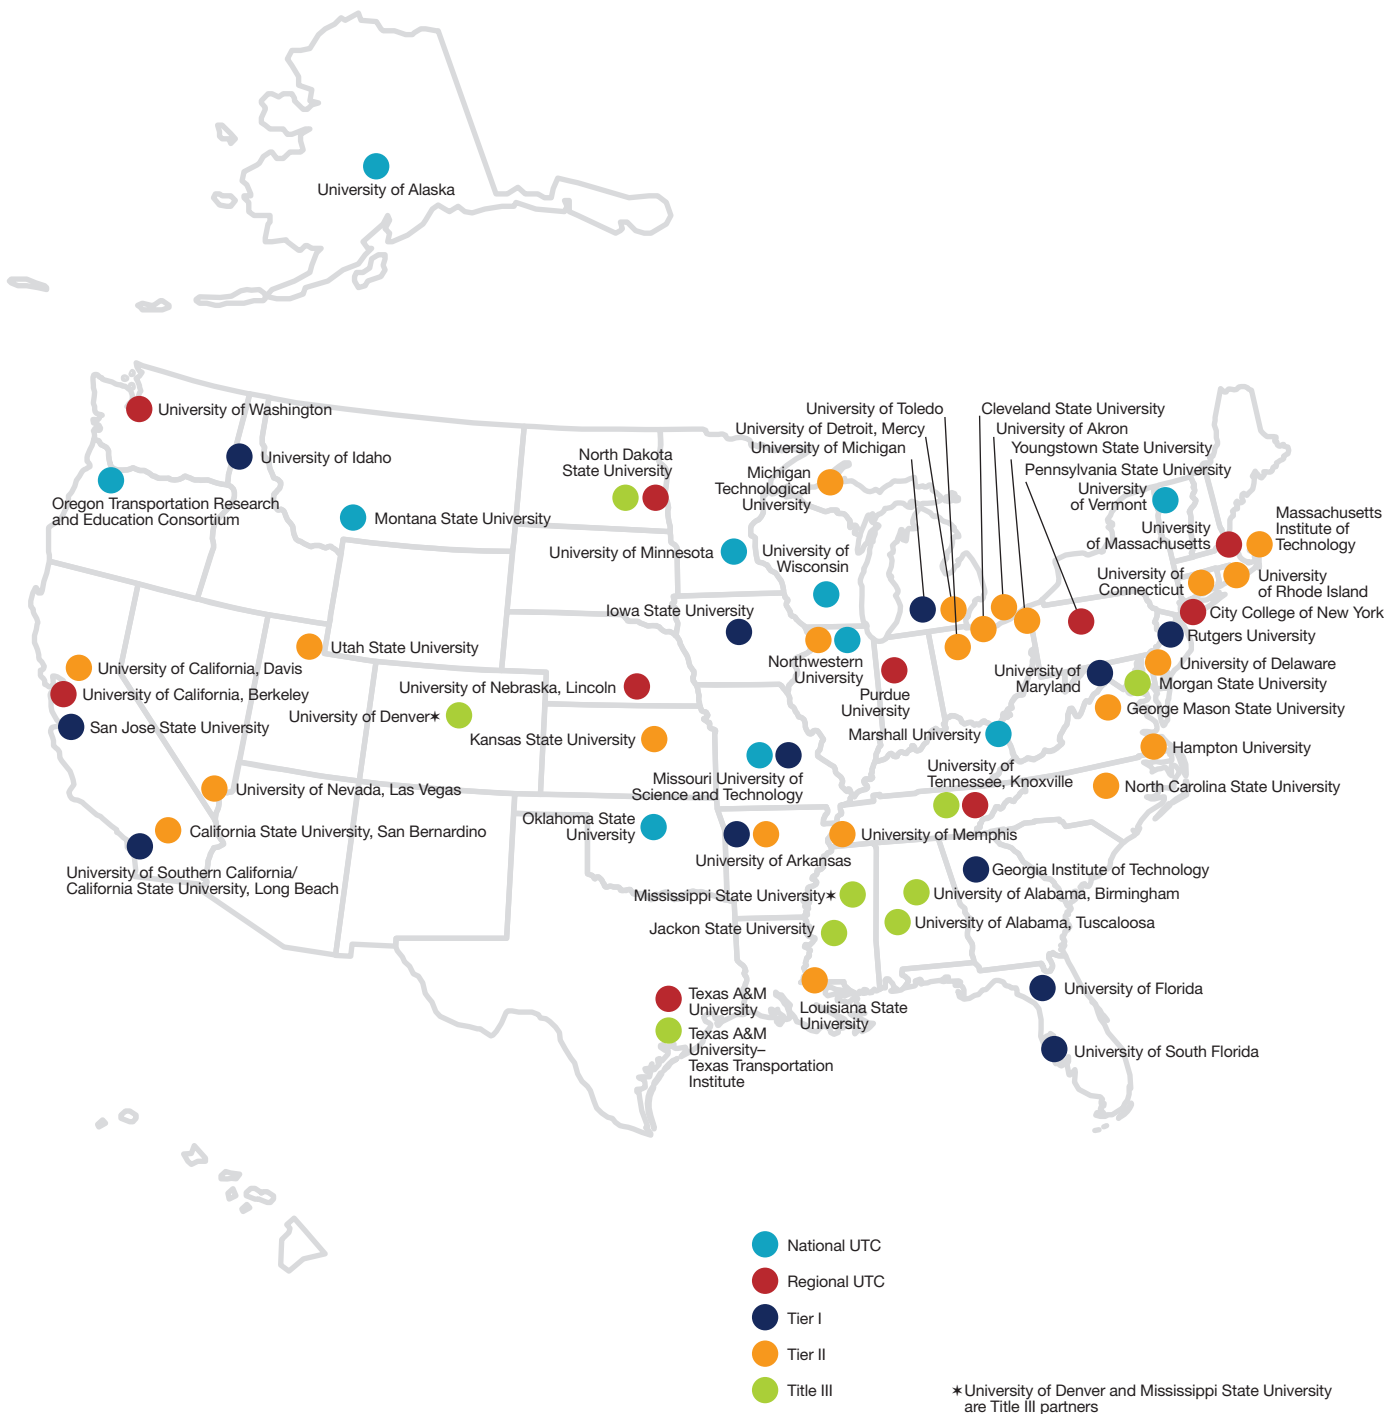 University of Alaska
University of Washington
University of Idaho
Oregon Transportation Research
and Education Consortium
Montana State University
North Dakota
State University
University of Minnesota
University of
Wisconsin
Michigan
Technological
University
University of Toledo
University of Detroit, Mercy
University of Michigan
Cleveland State University
University of Akron
Youngstown State University
Pennsylvania State University
University
of Vermont
University
of Massachusetts
Massachusetts
Institute of
Technology
University of
Connecticut
University
of Rhode Island
City College of New York
Rutgers University
University of Delaware
University of
Maryland
Morgan State University
George Mason State University
Hampton University
North Carolina State University
Iowa State University
Northwestern
University
Purdue
University
Marshall University
Utah State University
University of California, Davis
University of California, Berkeley
San Jose State University
University of Nebraska, Lincoln
University of Denver✶
Kansas State University
Missouri University of
Science and Technology
University of
Tennessee, Knoxville
University of Nevada, Las Vegas
California State University, San Bernardino
University of Southern California/
California State University, Long Beach
Oklahoma State
University
University of Arkansas
University of Memphis
Georgia Institute of Technology
Mississippi State University✶
University of Alabama, Birmingham
Jackon State University
University of Alabama, Tuscaloosa
Texas A&M
University
Texas A&M
University–
Texas Transportation
Institute
Louisiana State
University
University of Florida
University of South Florida
National UTC
Regional UTC
Tier I
Tier II
Title III
✶University of Denver and Mississippi State University
are Title III partners